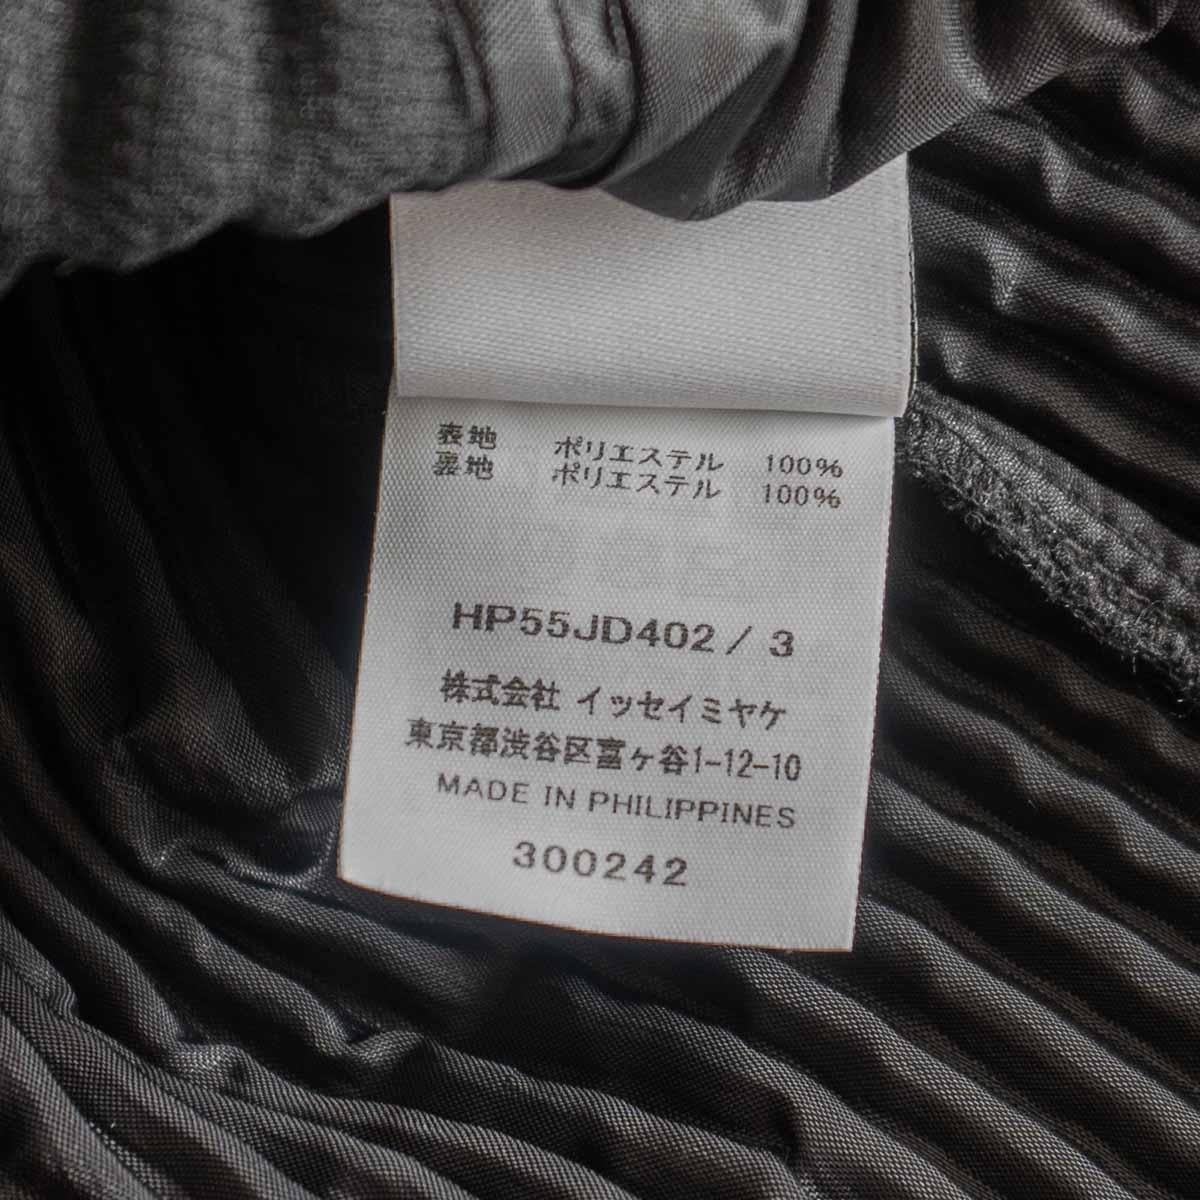 表地 ポリエステル 100%
裏地 ポリエステル 100%
HP55JD402 / 3
株式会社 イッセイミヤケ
東京都渋谷区富ヶ谷1-12-10
MADE IN PHILIPPINES
300242